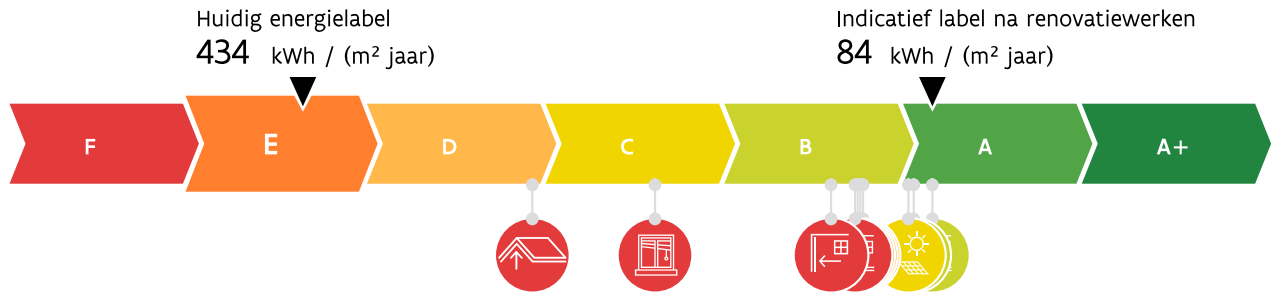 Huidig energielabel
434 kWh / (m² jaar)
Indicatief label na renovatiewerken
84 kWh / (m² jaar)
F E D C B A A+